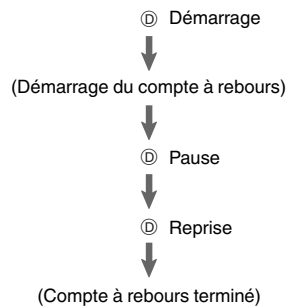 Ⓓ Démarrage
(Démarrage du compte à rebours)
Ⓓ Pause
Ⓓ Reprise
(Compte à rebours terminé)